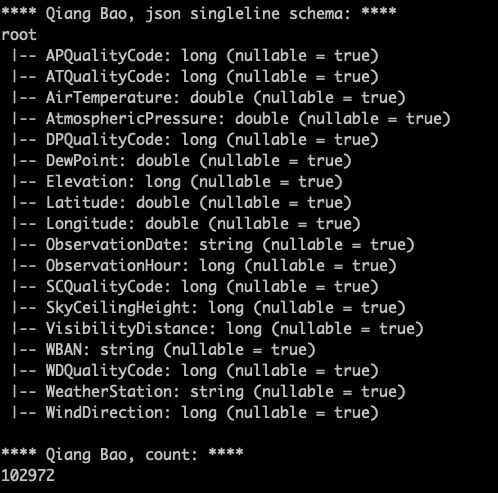 **** Qiang Bao, json singleline schema: ****
root
 |-- APQualityCode: long (nullable = true)
 |-- ATQualityCode: long (nullable = true)
 |-- AirTemperature: double (nullable = true)
 |-- AtmosphericPressure: double (nullable = true)
 |-- DPQualityCode: long (nullable = true)
 |-- DewPoint: double (nullable = true)
 |-- Elevation: long (nullable = true)
 |-- Latitude: double (nullable = true)
 |-- Longitude: double (nullable = true)
 |-- ObservationDate: string (nullable = true)
 |-- ObservationHour: long (nullable = true)
 |-- SCQualityCode: long (nullable = true)
 |-- SkyCeilingHeight: long (nullable = true)
 |-- VisibilityDistance: long (nullable = true)
 |-- WBAN: string (nullable = true)
 |-- WDQualityCode: long (nullable = true)
 |-- WeatherStation: string (nullable = true)
 |-- WindDirection: long (nullable = true)
**** Qiang Bao, count: ****
102972